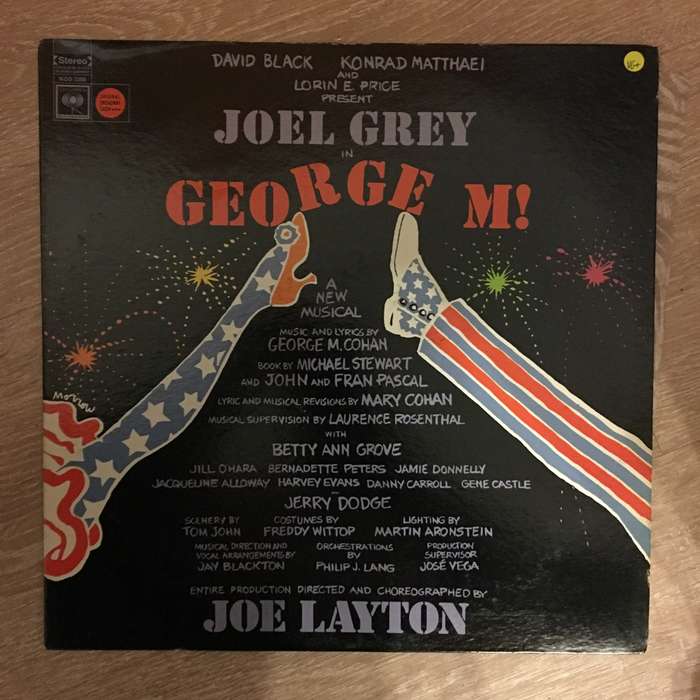 Stereo
DAVID BLACK KONRAD MATTHAEI
AND
LORIN E. PRICE
PRESENT
JOEL GREY
IN
GEORGE M!
A
NEW
MUSICAL
MUSIC AND LYRICS BY
GEORGE M. COHAN
BOOK BY MICHAEL STEWART
AND JOHN AND FRAN PASCAL
LYRIC AND MUSICAL REVISIONS BY MARY COHAN
MUSICAL SUPERVISION BY LAURENCE ROSENTHAL
WITH
BETTY ANN GROVE
JILL O'HARA BERNADETTE PETERS JAMIE DONNELLY
JACQUELINE ALLOWAY HARVEY EVANS DANNY CARROLL GENE CASTLE
JERRY DODGE
SCENERY BY COSTUMES BY LIGHTING BY
TOM JOHN FREDDY WITTOP MARTIN ARONSTEIN
MUSICAL DIRECTION AND ORCHESTRATIONS PRODUCTION
VOCAL ARRANGEMENTS BY BY SUPERVISOR
JAY BLACKTON PHILIP J. LANG JOSÉ VEGA
ENTIRE PRODUCTION DIRECTED AND CHOREOGRAPHED BY
JOE LAYTON
MORROW